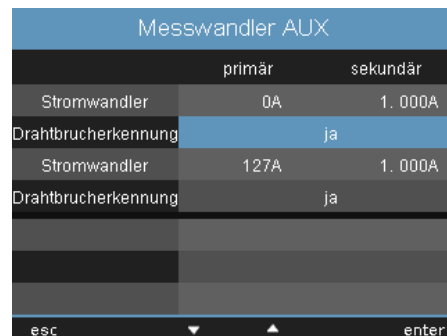 Messwandler AUX
primär sekundär
Stromwandler 0A 1. 000A
Drahtbrucherkennung ja
Stromwandler 127A 1. 000A
Drahtbrucherkennung ja
esc enter